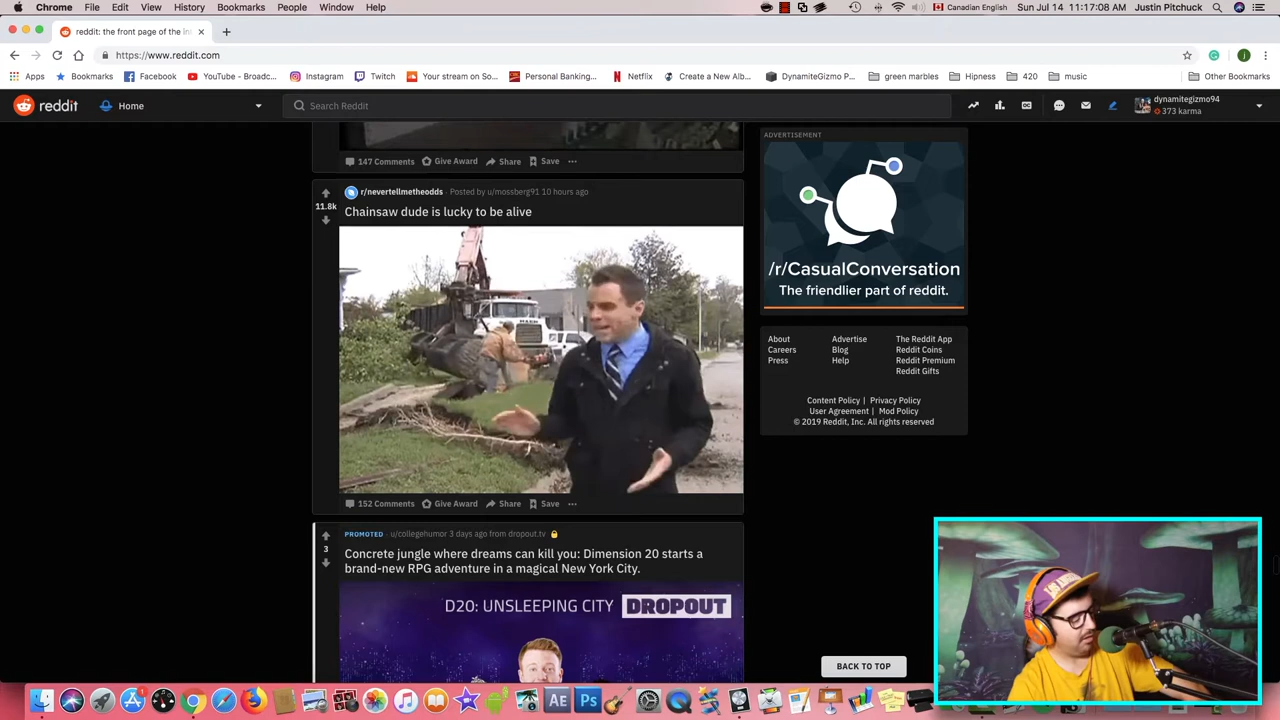 Chrome File Edit View History Bookmarks People Window Help Canadian English Sun Jul 14 11:17:08 AM Justin Pitchuck
reddit: the front page of the in
https://www.reddit.com
Apps Bookmarks Facebook YouTube - Broadc... Instagram Twitch Your stream on So... Personal Banking... Netflix Create a New Alb... DynamiteGizmo P... green marbles Hipness 420 music Other Bookmarks
reddit Home Search Reddit dynamitegizmo94
373 karma
147 Comments Give Award Share Save
r/nevertellmetheodds · Posted by u/mossberg91 10 hours ago
11.8k
Chainsaw dude is lucky to be alive
MACK
152 Comments Give Award Share Save
PROMOTED · u/collegehumor 3 days ago from dropout.tv
3
Concrete jungle where dreams can kill you: Dimension 20 starts a
brand-new RPG adventure in a magical New York City.
D20: UNSLEEPING CITY DROPOUT
ADVERTISEMENT
/r/CasualConversation
The friendlier part of reddit.
About Advertise The Reddit App
Careers Blog Reddit Coins
Press Help Reddit Premium
Reddit Gifts
Content Policy | Privacy Policy
User Agreement | Mod Policy
© 2019 Reddit, Inc. All rights reserved
BACK TO TOP
AE Ps